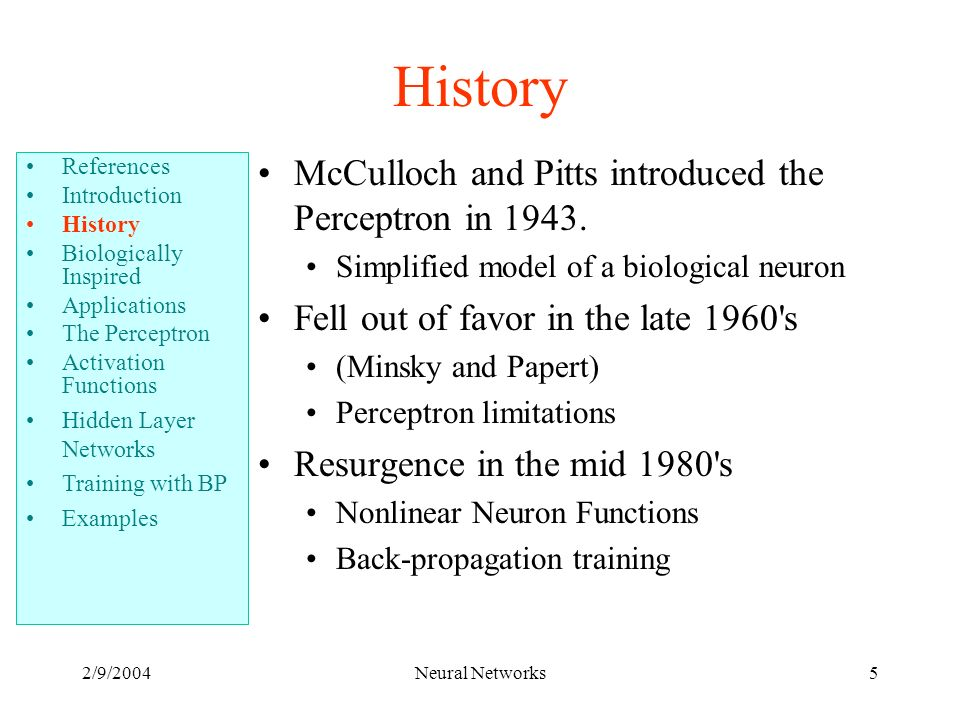 History
• References
• Introduction
• History
• Biologically
Inspired
• Applications
• The Perceptron
• Activation
Functions
• Hidden Layer
Networks
• Training with BP
• Examples
• McCulloch and Pitts introduced the
Perceptron in 1943.
• Simplified model of a biological neuron
• Fell out of favor in the late 1960's
• (Minsky and Papert)
• Perceptron limitations
• Resurgence in the mid 1980's
• Nonlinear Neuron Functions
• Back-propagation training
2/9/2004
Neural Networks
5